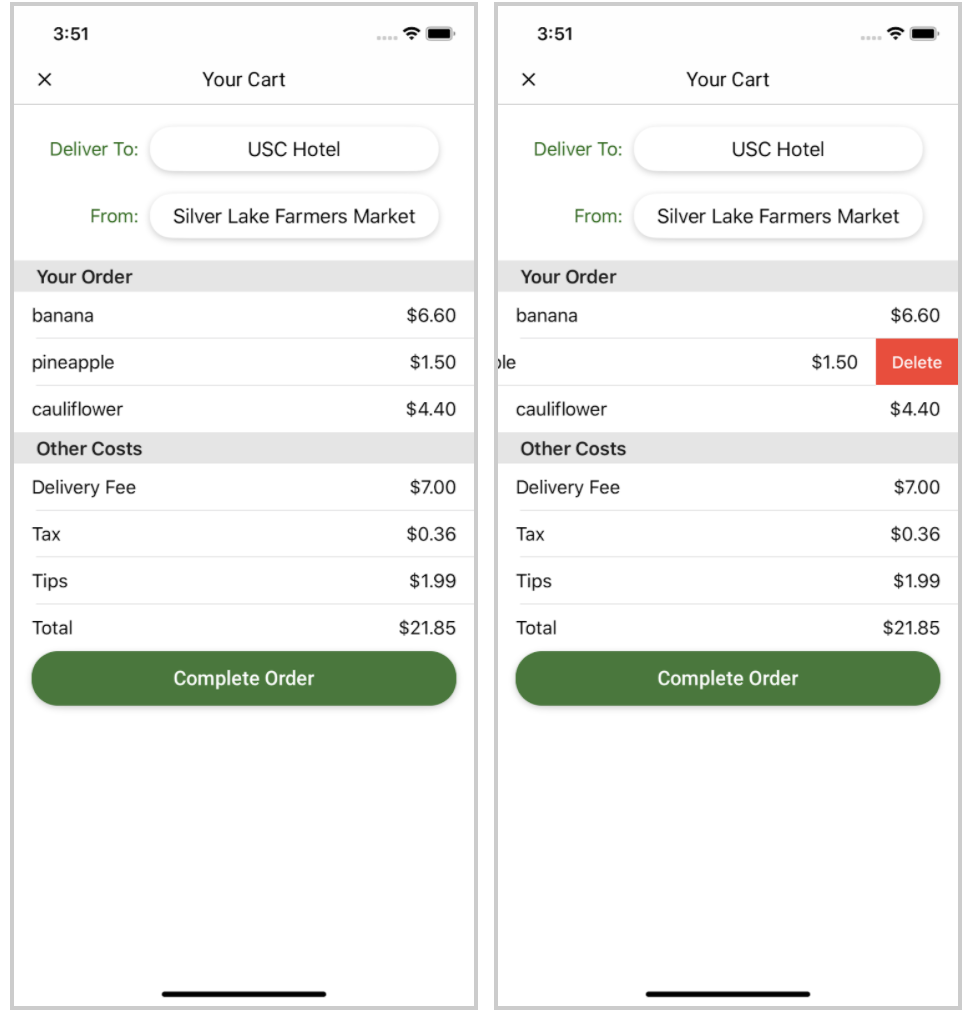 3:51
Your Cart
Deliver To: USC Hotel
From: Silver Lake Farmers Market
Your Order
banana $6.60
pineapple $1.50
cauliflower $4.40
Other Costs
Delivery Fee $7.00
Tax $0.36
Tips $1.99
Total $21.85
Complete Order
3:51
Your Cart
Deliver To: USC Hotel
From: Silver Lake Farmers Market
Your Order
banana $6.60
le $1.50 Delete
cauliflower $4.40
Other Costs
Delivery Fee $7.00
Tax $0.36
Tips $1.99
Total $21.85
Complete Order